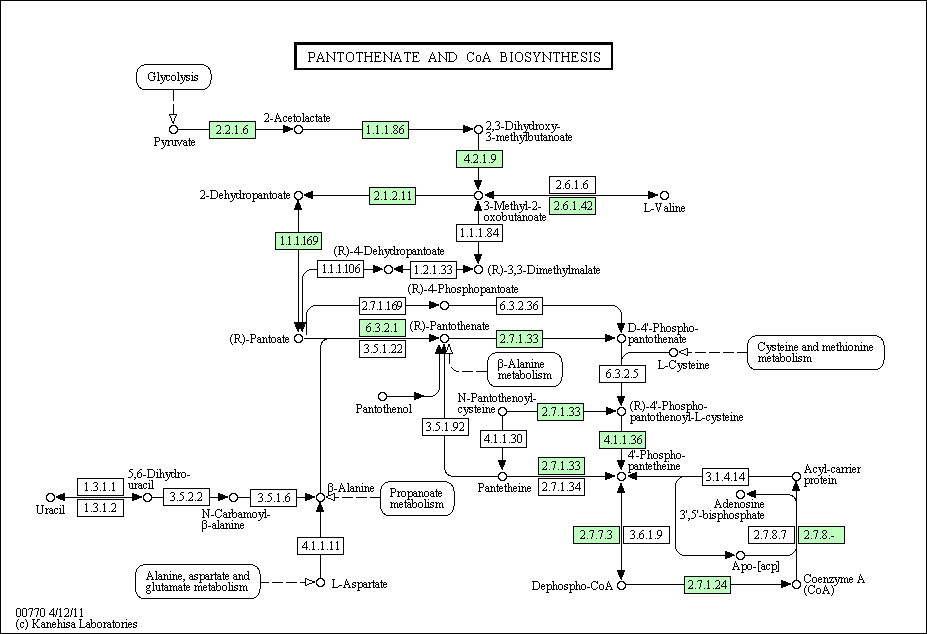 PANTOTHENATE AND CoA BIOSYNTHESIS
Glycolysis
2-Acetolactate
Pyruvate
2.2.1.6
1.1.1.86
2,3-Dihydroxy-
3-methylbutanoate
4.2.1.9
2-Dehydropantoate
2.1.2.11
3-Methyl-2-
oxobutanoate
2.6.1.6
2.6.1.42
L-Valine
1.1.1.84
1.1.1.169
(R)-4-Dehydropantoate
1.1.1.106
1.2.1.33
(R)-3,3-Dimethylmalate
(R)-4-Phosphopantoate
2.7.1.169
6.3.2.36
(R)-Pantoate
6.3.2.1
3.5.1.22
(R)-Pantothenate
2.7.1.33
D-4'-Phospho-
pantothenate
Cysteine and methionine
metabolism
L-Cysteine
β-Alanine
metabolism
6.3.2.5
Pantothenol
N-Pantothenoyl-
cysteine
2.7.1.33
(R)-4'-Phospho-
pantothenoyl-L-cysteine
3.5.1.92
4.1.1.30
4.1.1.36
4'-Phospho-
pantetheine
2.7.1.33
2.7.1.34
Pantetheine
3.1.4.14
Acyl-carrier
protein
Adenosine
3',5'-bisphosphate
5,6-Dihydro-
uracil
1.3.1.1
1.3.1.2
Uracil
3.5.2.2
N-Carbamoyl-
β-alanine
3.5.1.6
β-Alanine
Propanoate
metabolism
4.1.1.11
Alanine, aspartate and
glutamate metabolism
L-Aspartate
2.7.7.3
3.6.1.9
2.7.8.7
2.7.8.-
Apo-[acp]
Dephospho-CoA
2.7.1.24
Coenzyme A
(CoA)
00770 4/12/11
(c) Kanehisa Laboratories